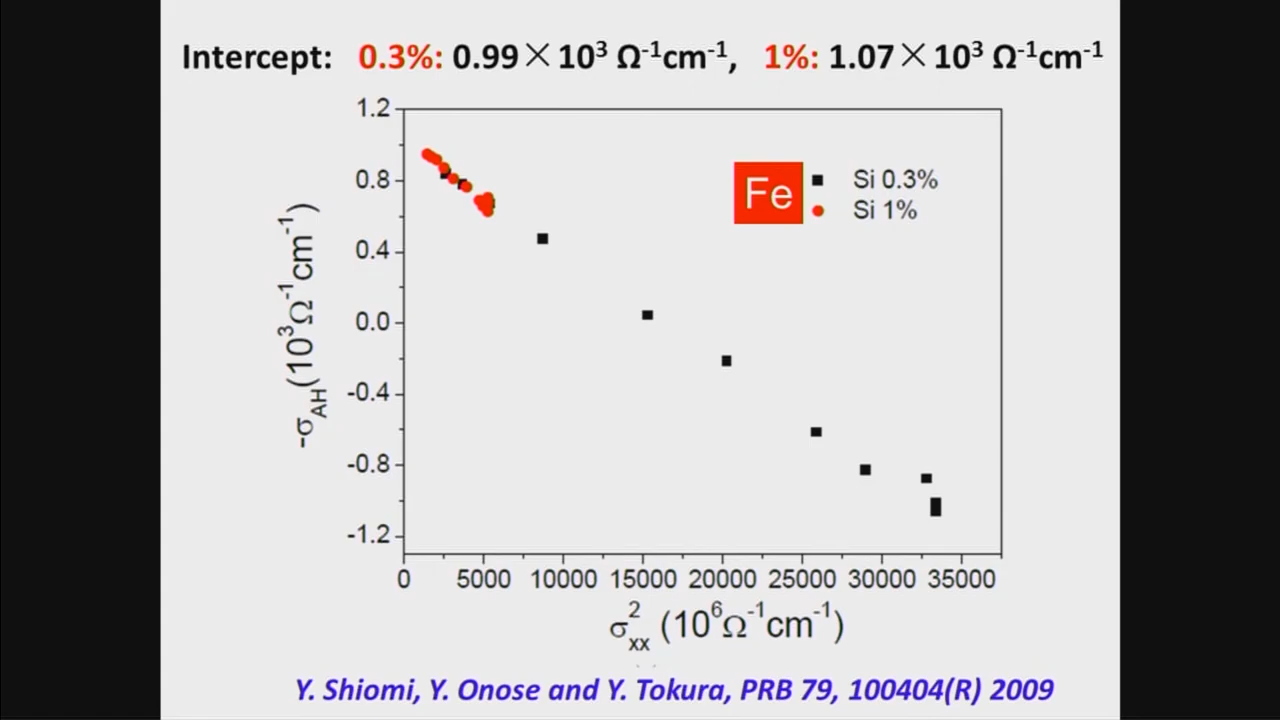 Intercept: 0.3%: 0.99×10³ Ω⁻¹cm⁻¹, 1%: 1.07×10³ Ω⁻¹cm⁻¹
1.2
0.8
0.4
0.0
-0.4
-0.8
-1.2
-σAH(10³Ω⁻¹cm⁻¹)
Fe
Si 0.3%
Si 1%
0 5000 10000 15000 20000 25000 30000 35000
σxx² (10⁶Ω⁻¹cm⁻¹)
Y. Shiomi, Y. Onose and Y. Tokura, PRB 79, 100404(R) 2009